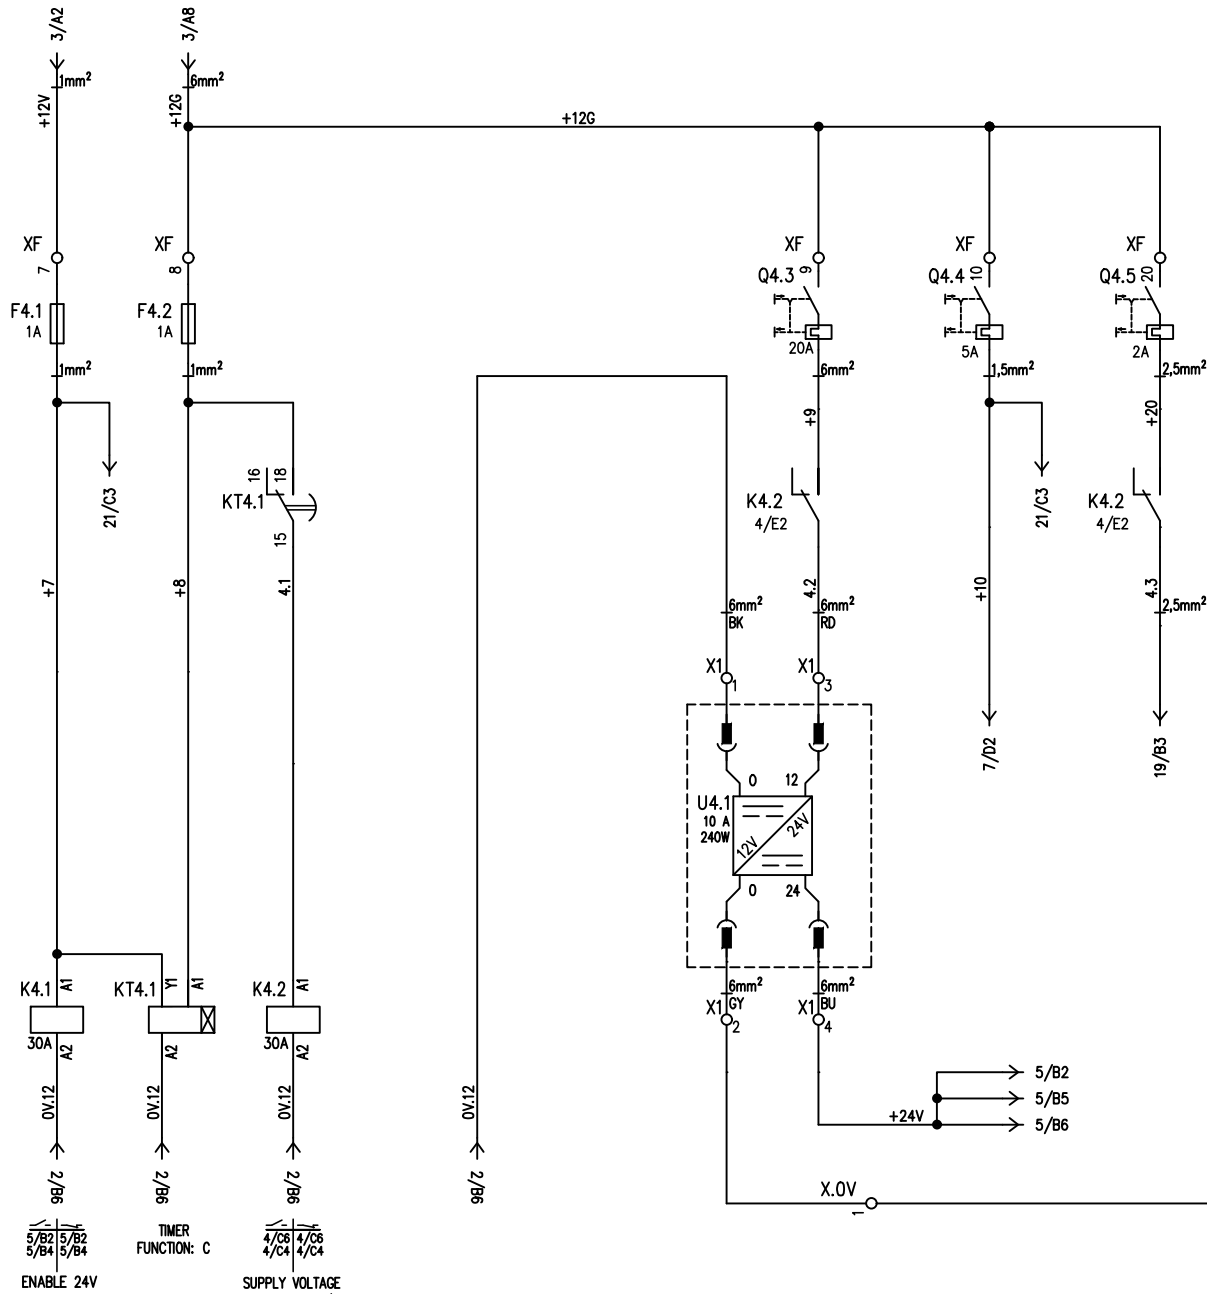 3/A2
3/A8
1mm²
6mm²
+12V
+12G
+12G
XF
7
XF
8
XF
9
XF
10
XF
20
F4.1
1A
F4.2
1A
Q4.3
20A
Q4.4
5A
Q4.5
2A
1mm²
1mm²
6mm²
1,5mm²
2,5mm²
+9
+20
21/C3
16
18
KT4.1
15
K4.2
4/E2
21/C3
K4.2
4/E2
+7
+8
4.1
4.2
+10
4.3
6mm²
BK
6mm²
RD
2,5mm²
X1
1
X1
3
7/D2
19/B3
0
12
U4.1
10 A
240W
12V
24V
0
24
K4.1
A1
KT4.1
Y1
A1
K4.2
A1
6mm²
GY
6mm²
BU
X1
2
X1
4
30A
A2
A2
30A
A2
0V.12
0V.12
0V.12
0V.12
5/B2
5/B5
+24V
5/B6
2/B6
2/B6
2/B6
2/B6
X.0V
1
5/B2
5/B2
5/B4
5/B4
TIMER
FUNCTION: C
4/C6
4/C6
4/C4
4/C4
ENABLE 24V
SUPPLY VOLTAGE